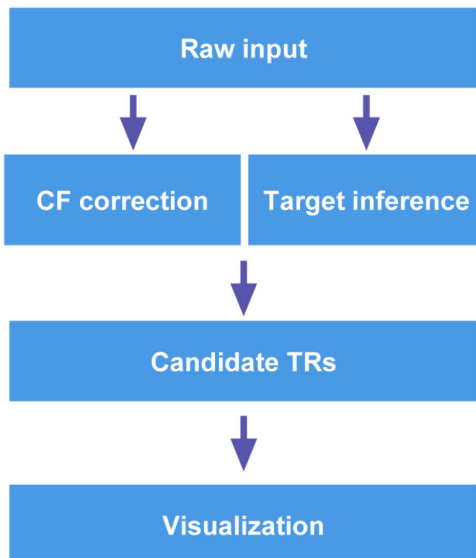 Raw input
CF correction
Target inference
Candidate TRs
Visualization